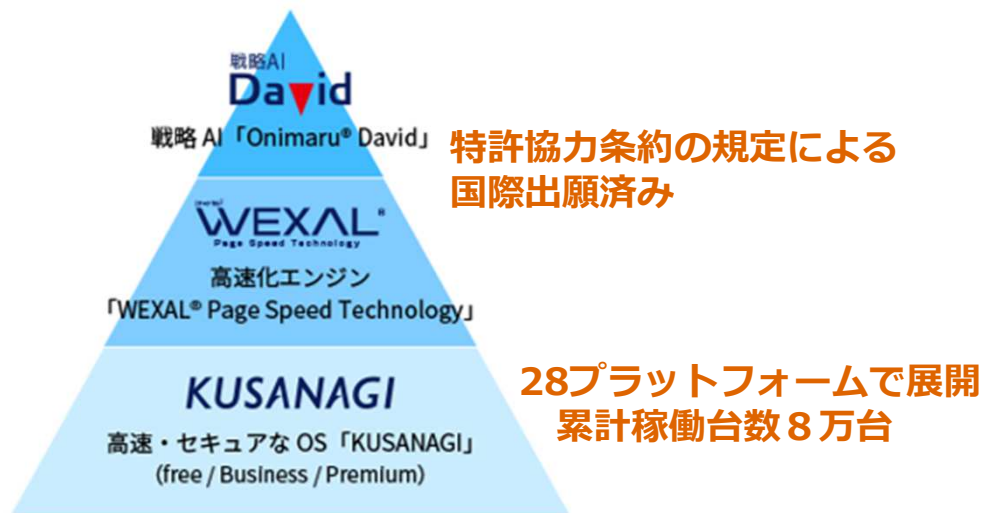 戦略AI
David
戦略 AI「Onimaru® David」
特許協力条約の規定による
国際出願済み
WEXAL®
Page Speed Technology
高速化エンジン
「WEXAL® Page Speed Technology」
KUSANAGI
28プラットフォームで展開
累計稼働台数８万台
高速・セキュアな OS「KUSANAGI」
(free / Business / Premium)